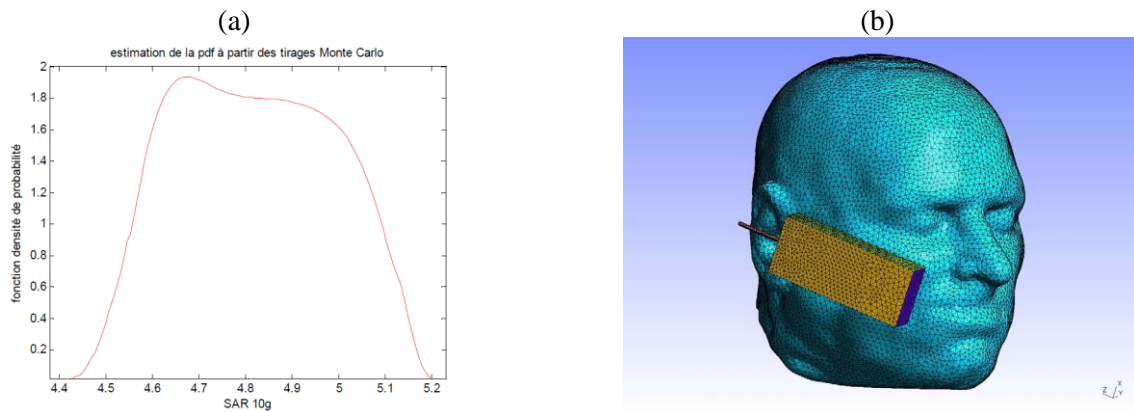 (a)
(b)
estimation de la pdf à partir des tirages Monte Carlo
fonction densité de probabilité
2
1.8
1.6
1.4
1.2
1
0.8
0.6
0.4
0.2
4.4 4.5 4.6 4.7 4.8 4.9 5 5.1 5.2
SAR 10g
Z X Y